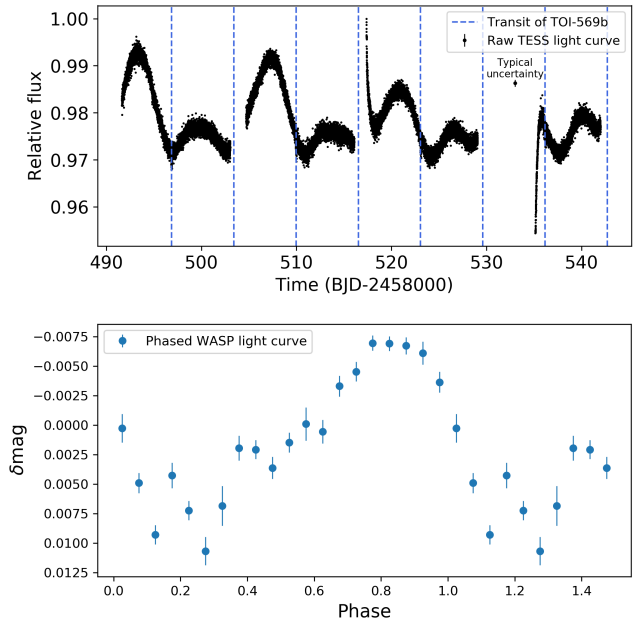 1.00
0.99
0.98
0.97
0.96
Relative flux
Transit of TOI-569b
Raw TESS light curve
Typical
uncertainty
490 500 510 520 530 540
Time (BJD-2458000)
−0.0075
−0.0050
−0.0025
0.0000
0.0025
0.0050
0.0075
0.0100
0.0125
δmag
Phased WASP light curve
0.0 0.2 0.4 0.6 0.8 1.0 1.2 1.4
Phase